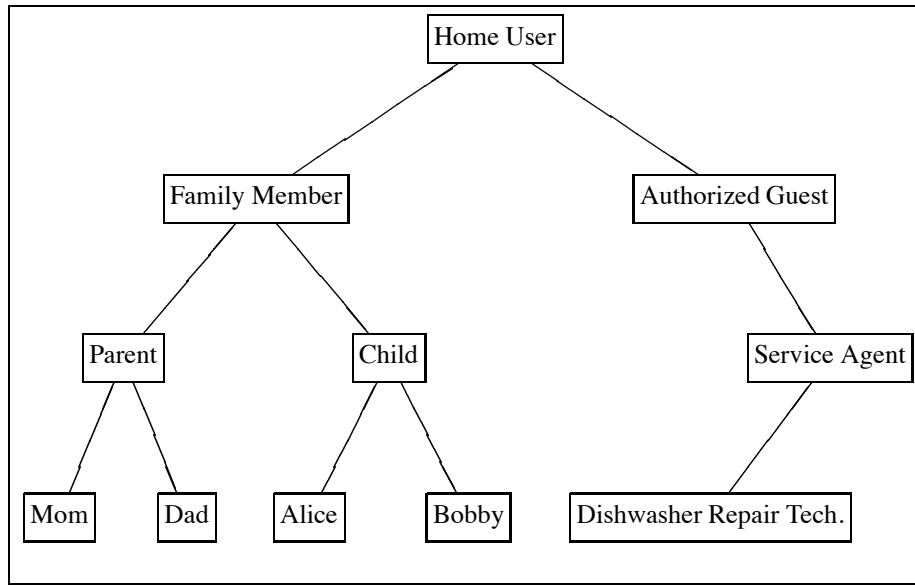 Home User
Family Member
Authorized Guest
Parent
Child
Service Agent
Mom
Dad
Alice
Bobby
Dishwasher Repair Tech.